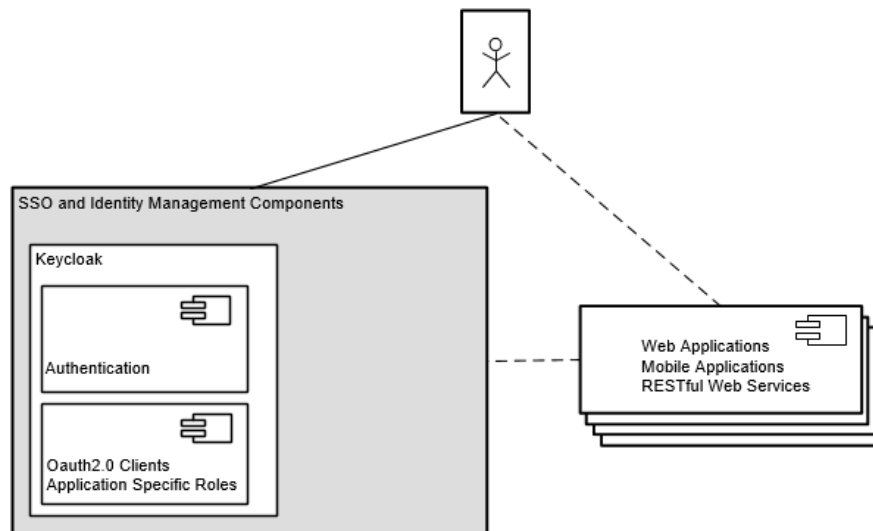 SSO and Identity Management Components
Keycloak
Authentication
Oauth2.0 Clients
Application Specific Roles
Web Applications
Mobile Applications
RESTful Web Services